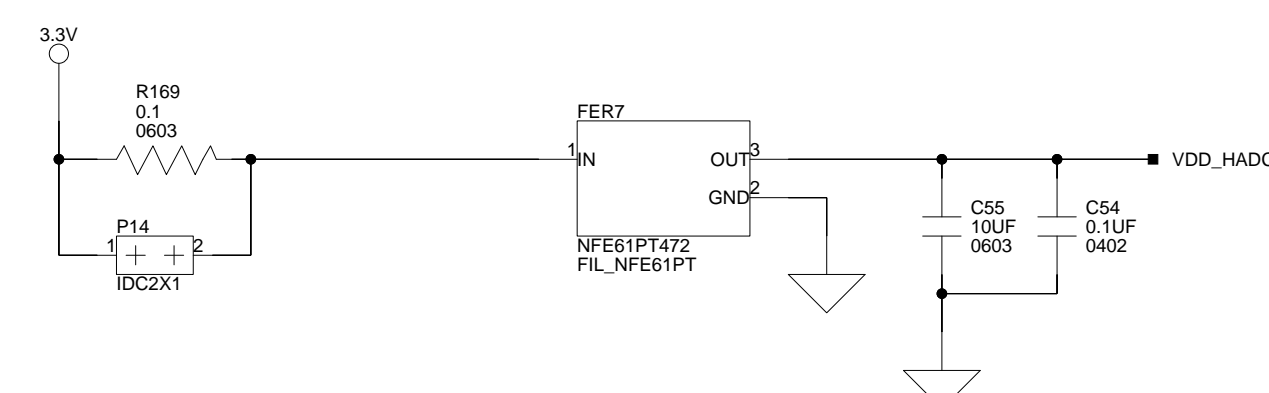 3.3V
R169
0.1
0603
P14
1
2
IDC2X1
FER7
1
IN
OUT
3
GND
2
NFE61PT472
FIL_NFE61PT
C55
10UF
0603
C54
0.1UF
0402
VDD_HADC